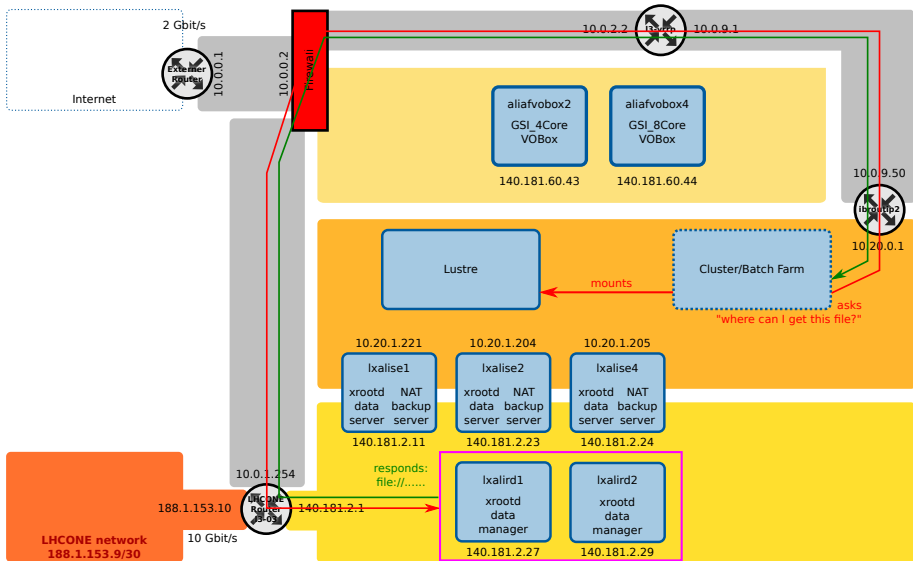 2 Gbit/s
Externer
Router
10.0.0.1
10.0.0.2
Firewall
Internet
10.0.2.2
10.0.9.1
aliafvobox2
GSI_4Core
VOBox
140.181.60.43
aliafvobox4
GSI_8Core
VOBox
140.181.60.44
10.0.9.50
ibroutip2
10.20.0.1
Lustre
mounts
Cluster/Batch Farm
asks
"where can I get this file?"
10.20.1.221
lxalise1
xrootd NAT
data backup
server server
140.181.2.11
10.20.1.204
lxalise2
xrootd NAT
data backup
server server
140.181.2.23
10.20.1.205
lxalise4
xrootd NAT
data backup
server server
140.181.2.24
responds:
file://......
10.0.1.254
188.1.153.10
LHCONE
Router
140.181.2.1
10 Gbit/s
LHCONE network
188.1.153.9/30
lxalird1
xrootd
data
manager
140.181.2.27
lxalird2
xrootd
data
manager
140.181.2.29